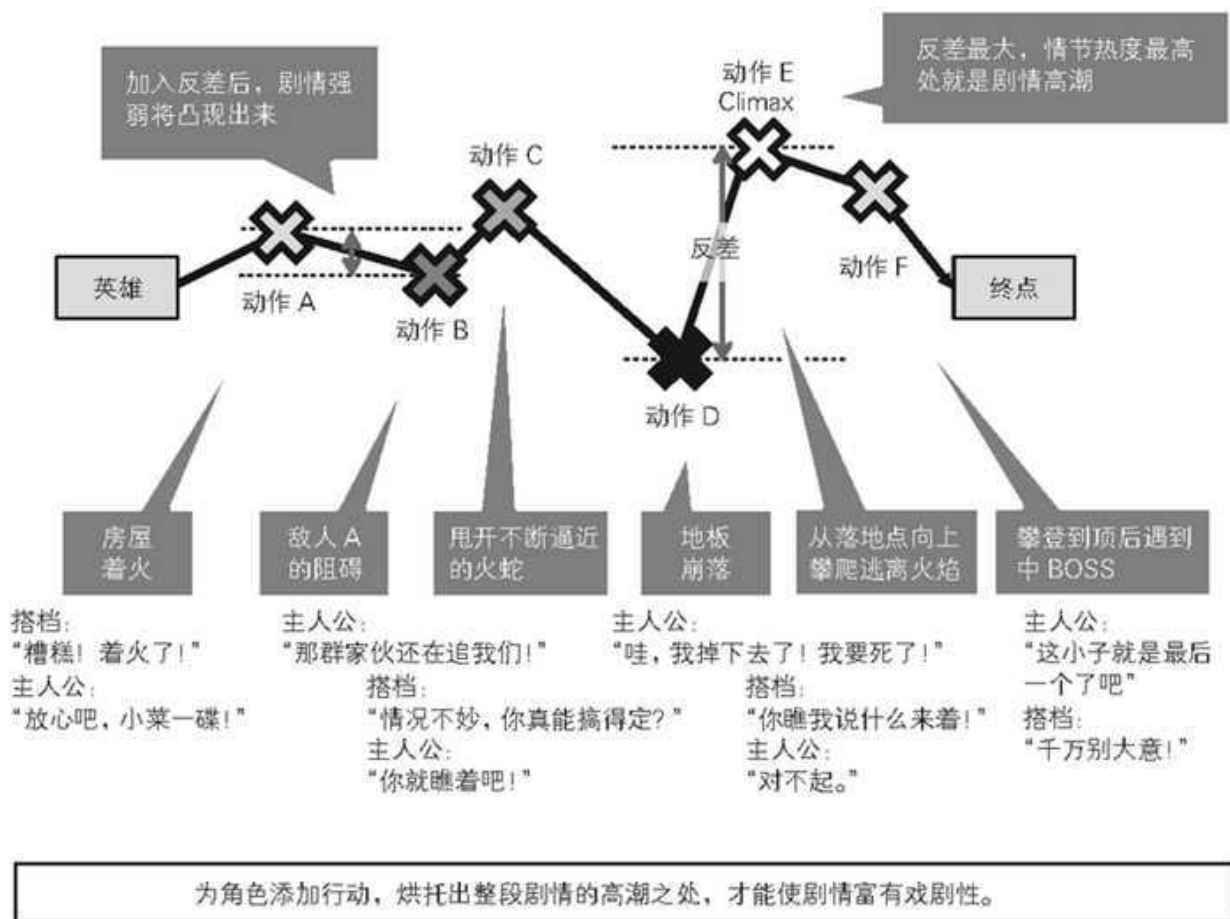 加入反差后，剧情强
弱将凸现出来
反差最大，情节热度最高
处就是剧情高潮
动作 E
Climax
动作 C
反差
英雄
动作 A
动作 B
动作 F
终点
动作 D
房屋
着火
敌人 A
的阻碍
甩开不断逼近
的火蛇
地板
崩落
从落地点向上
攀爬逃离火焰
攀登到顶后遇到
中 BOSS
搭档：
“糟糕！着火了！”
主人公：
“放心吧，小菜一碟！”
主人公：
“那群家伙还在追我们！”
搭档：
“情况不妙，你真能搞得定？”
主人公：
“你就瞧着吧！”
主人公：
“哇，我掉下去了！我要死了！”
搭档：
“你瞧我说什么来着！”
主人公：
“对不起。”
主人公：
“这小子就是最后
一个了吧”
搭档：
“千万别大意！”
为角色添加行动，烘托出整段剧情的高潮之处，才能使剧情富有戏剧性。